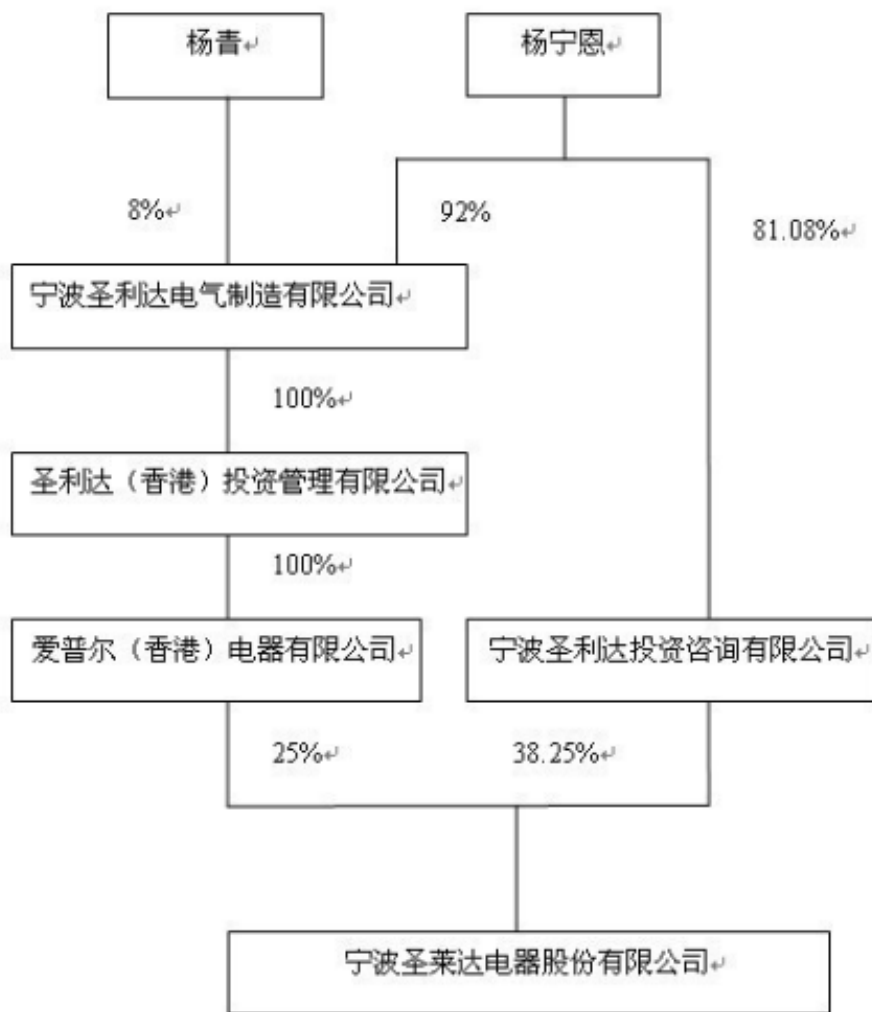 杨青
杨宁恩
8%
92%
81.08%
宁波圣利达电气制造有限公司
100%
圣利达（香港）投资管理有限公司
100%
爱普尔（香港）电器有限公司
宁波圣利达投资咨询有限公司
25%
38.25%
宁波圣莱达电器股份有限公司